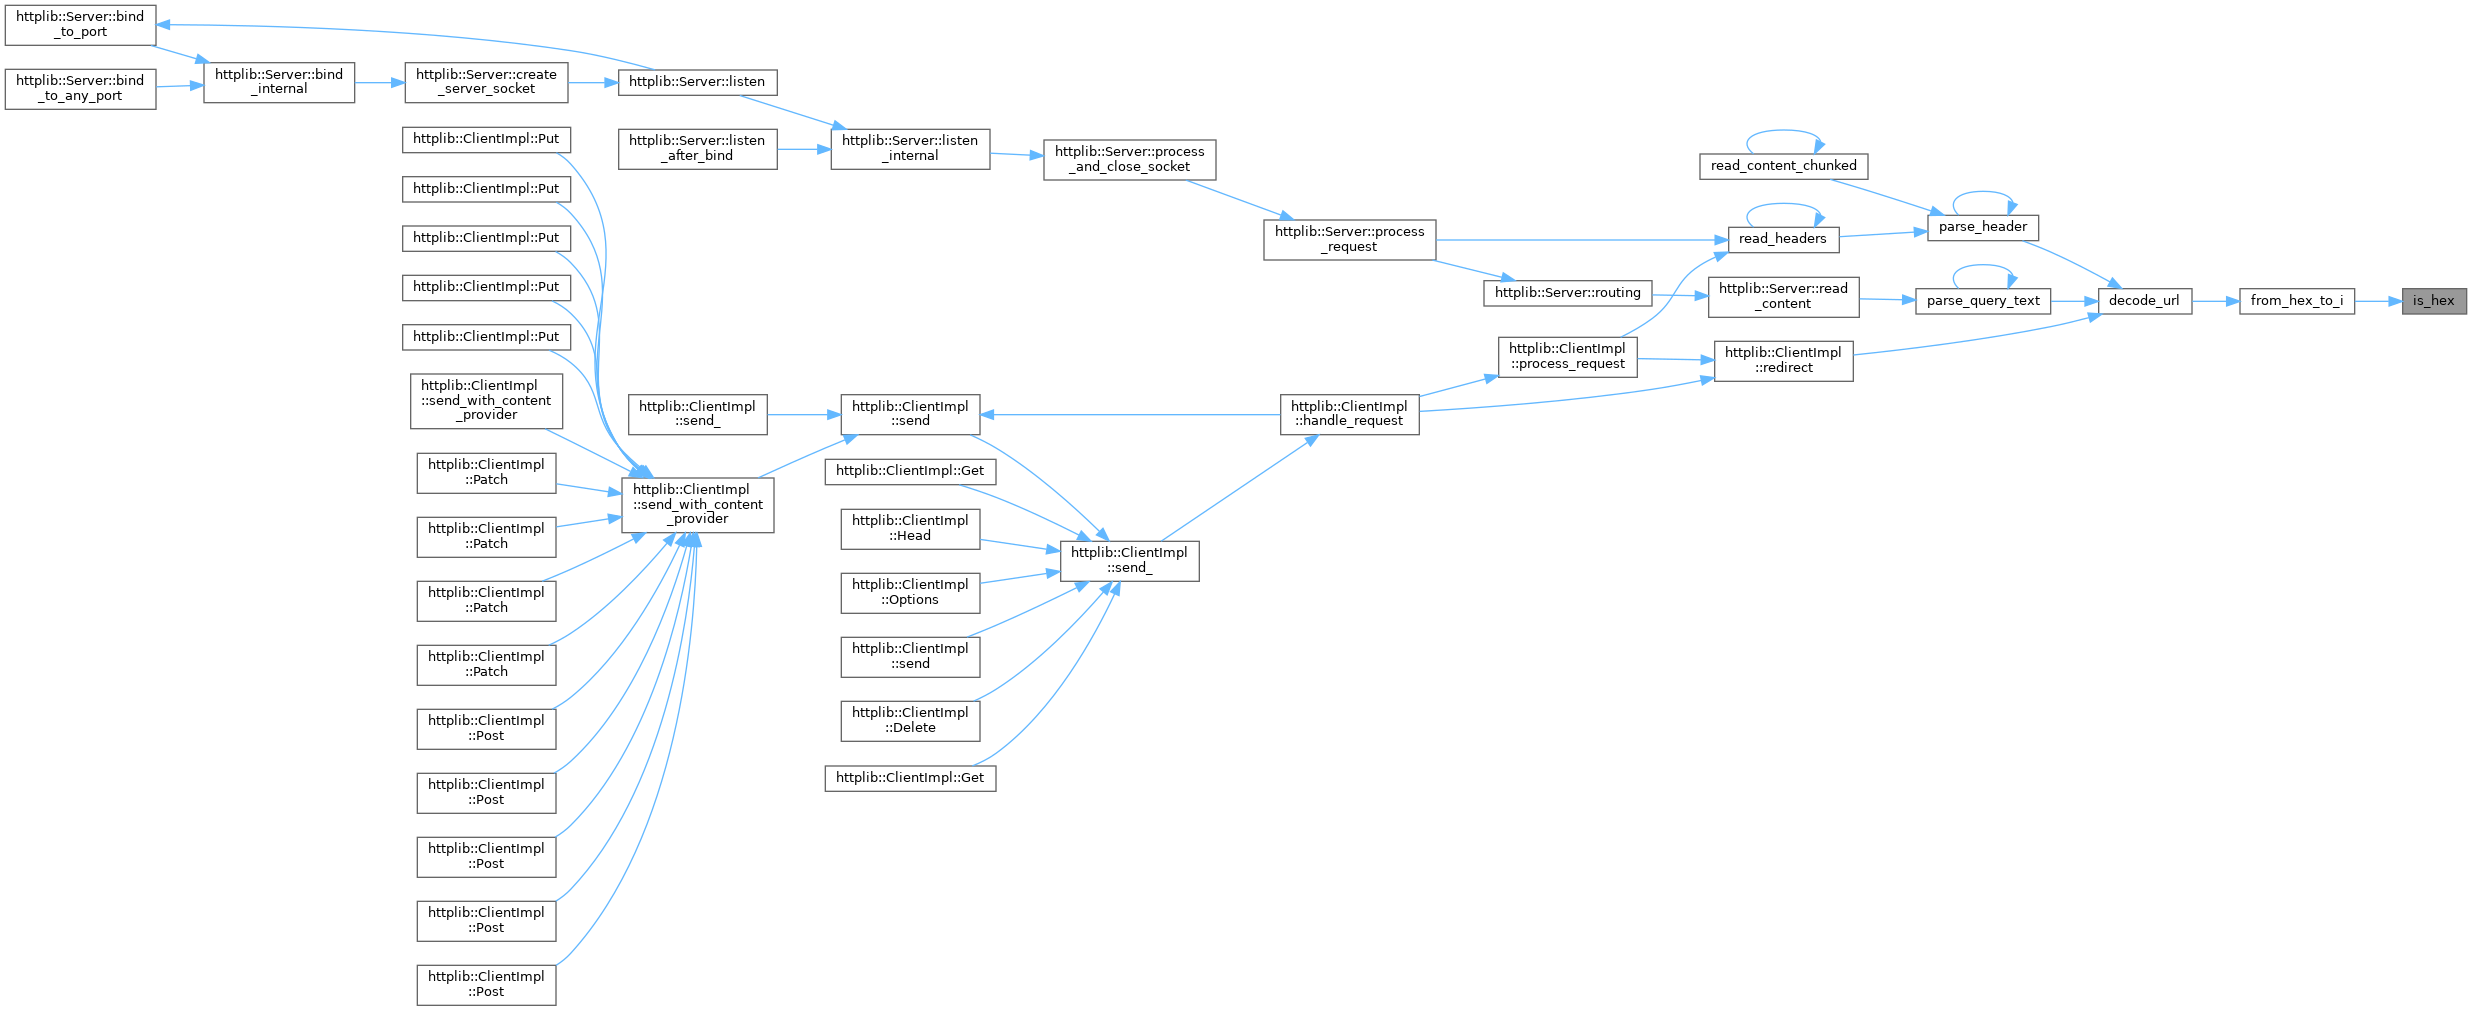 httplib::Server::bind
_to_port
httplib::Server::bind
_to_any_port
httplib::Server::bind
_internal
httplib::Server::create
_server_socket
httplib::Server::listen
httplib::Server::listen
_after_bind
httplib::Server::listen
_internal
httplib::Server::process
_and_close_socket
httplib::Server::process
_request
httplib::Server::routing
httplib::Server::read
_content
read_content_chunked
read_headers
parse_header
parse_query_text
decode_url
from_hex_to_i
is_hex
httplib::ClientImpl
::redirect
httplib::ClientImpl
::process_request
httplib::ClientImpl
::handle_request
httplib::ClientImpl
::send
httplib::ClientImpl
::send_
httplib::ClientImpl::Get
httplib::ClientImpl
::Head
httplib::ClientImpl
::Options
httplib::ClientImpl
::send
httplib::ClientImpl
::Delete
httplib::ClientImpl::Get
httplib::ClientImpl
::send_
httplib::ClientImpl
::send_with_content
_provider
httplib::ClientImpl::Put
httplib::ClientImpl::Put
httplib::ClientImpl::Put
httplib::ClientImpl::Put
httplib::ClientImpl::Put
httplib::ClientImpl
::send_with_content
_provider
httplib::ClientImpl
::Patch
httplib::ClientImpl
::Patch
httplib::ClientImpl
::Patch
httplib::ClientImpl
::Patch
httplib::ClientImpl
::Post
httplib::ClientImpl
::Post
httplib::ClientImpl
::Post
httplib::ClientImpl
::Post
httplib::ClientImpl
::Post